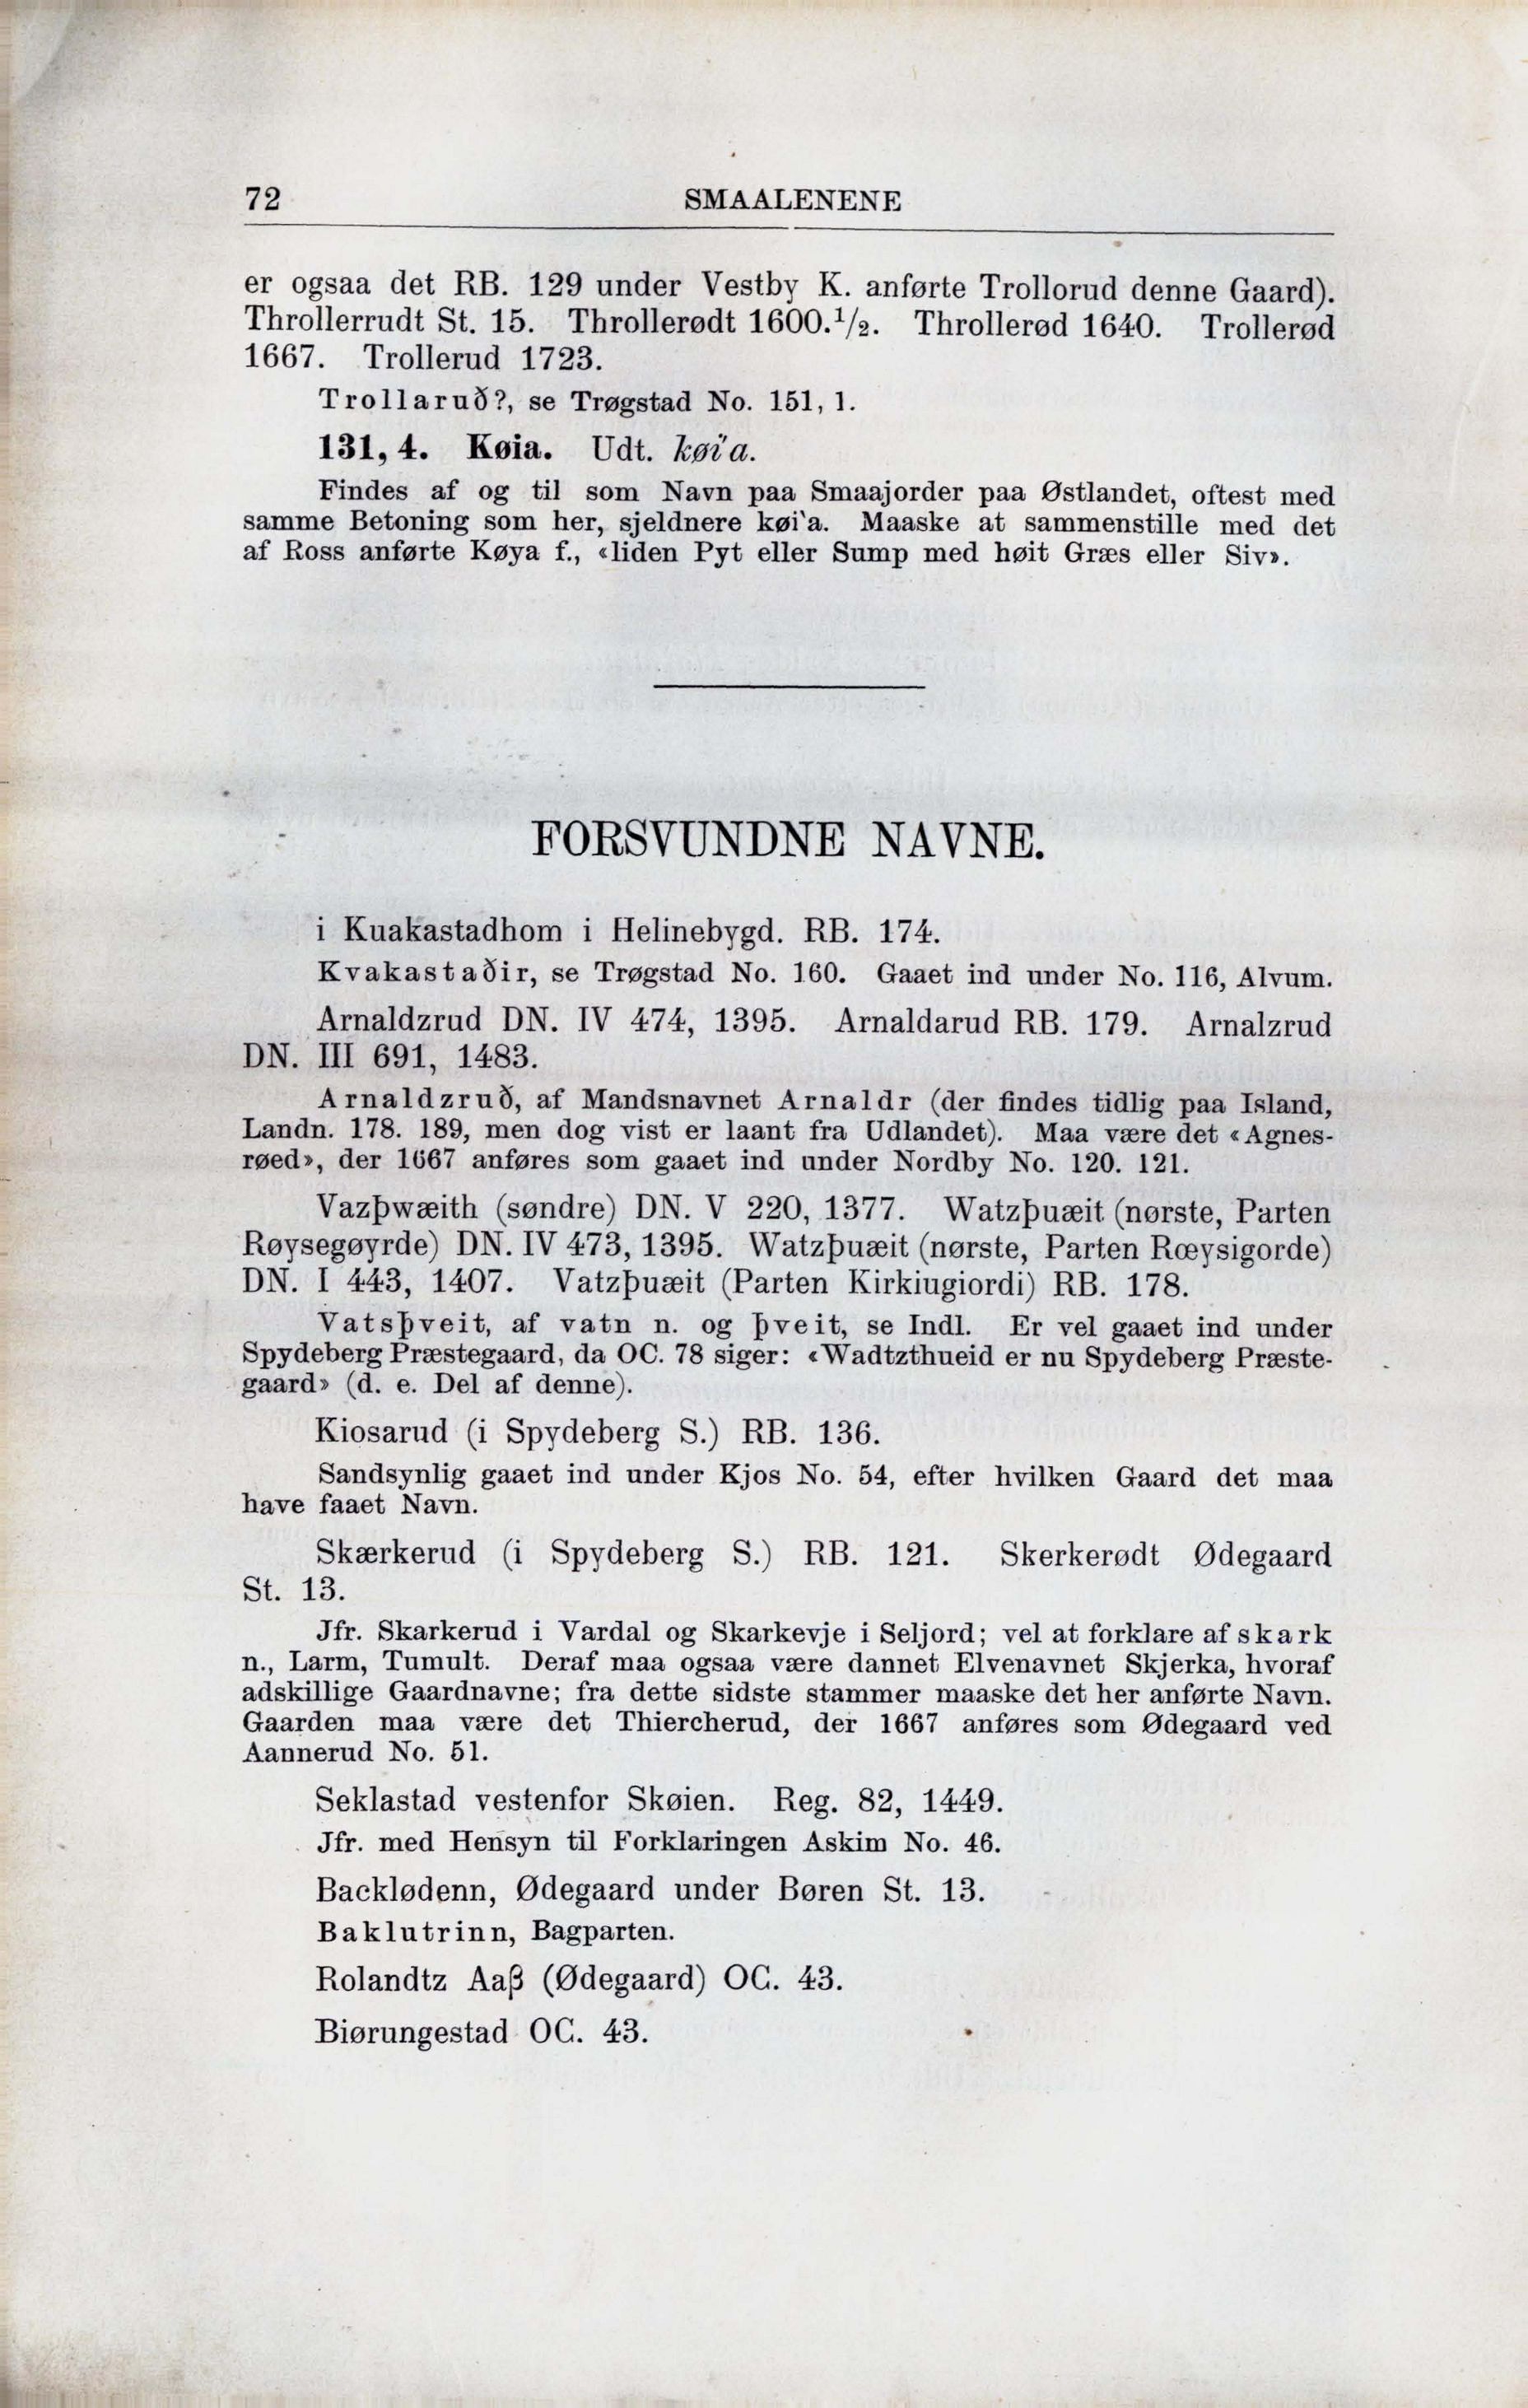 72 SMAALENENE
er ogsaa det RB. 129 under Vestby K. anførte Trollorud denne Gaard).
Throllerrudt St. 15. Throllerødt 1600.¹/₂. Throllerød 1640. Trollerød
1667. Trollerud 1723.
Trollaruð?, se Trøgstad No. 151, 1.
131, 4. Køia. Udt. køi´a.
Findes af og til som Navn paa Smaajorder paa Østlandet, oftest med
samme Betoning som her, sjeldnere køi`a. Maaske at sammenstille med det
af Ross anførte Køya f., «liden Pyt eller Sump med høit Græs eller Siv».
FORSVUNDNE NAVNE.
i Kuakastadhom i Helinebygd. RB. 174.
Kvakastaðir, se Trøgstad No. 160. Gaaet ind under No. 116, Alvum.
Arnaldzrud DN. IV 474, 1395. Arnaldarud RB. 179. Arnalzrud
DN. III 691, 1483.
Arnaldzruð, af Mandsnavnet Arnaldr (der findes tidlig paa Island,
Landn. 178. 189, men dog vist er laant fra Udlandet). Maa være det «Agnes-
røed», der 1667 anføres som gaaet ind under Nordby No. 120. 121.
Vazþwæith (søndre) DN. V 220, 1377. Watzþuæit (nørste, Parten
Røysegøyrde) DN. IV 473, 1395. Watzþuæit (nørste, Parten Rœysigorde)
DN. I 443, 1407. Vatzþuæit (Parten Kirkiugiordi) RB. 178.
Vatsþveit, af vatn n. og þveit, se Indl. Er vel gaaet ind under
Spydeberg Præstegaard, da OC. 78 siger: «Wadtzthueid er nu Spydeberg Præste-
gaard» (d. e. Del af denne).
Kiosarud (i Spydeberg S.) RB. 136.
Sandsynlig gaaet ind under Kjos No. 54, efter hvilken Gaard det maa
have faaet Navn.
Skærkerud (i Spydeberg S.) RB. 121. Skerkerødt Ødegaard
St. 13.
Jfr. Skarkerud i Vardal og Skarkevje i Seljord; vel at forklare af skark
n., Larm, Tumult. Deraf maa ogsaa være dannet Elvenavnet Skjerka, hvoraf
adskillige Gaardnavne; fra dette sidste stammer maaske det her anførte Navn.
Gaarden maa være det Thiercherud, der 1667 anføres som Ødegaard ved
Aannerud No. 51.
Seklastad vestenfor Skøien. Reg. 82, 1449.
Jfr. med Hensyn til Forklaringen Askim No. 46.
Backlødenn, Ødegaard under Børen St. 13.
Baklutrinn, Bagparten.
Rolandtz Aaß (Ødegaard) OC. 43.
Biørungestad OC. 43.